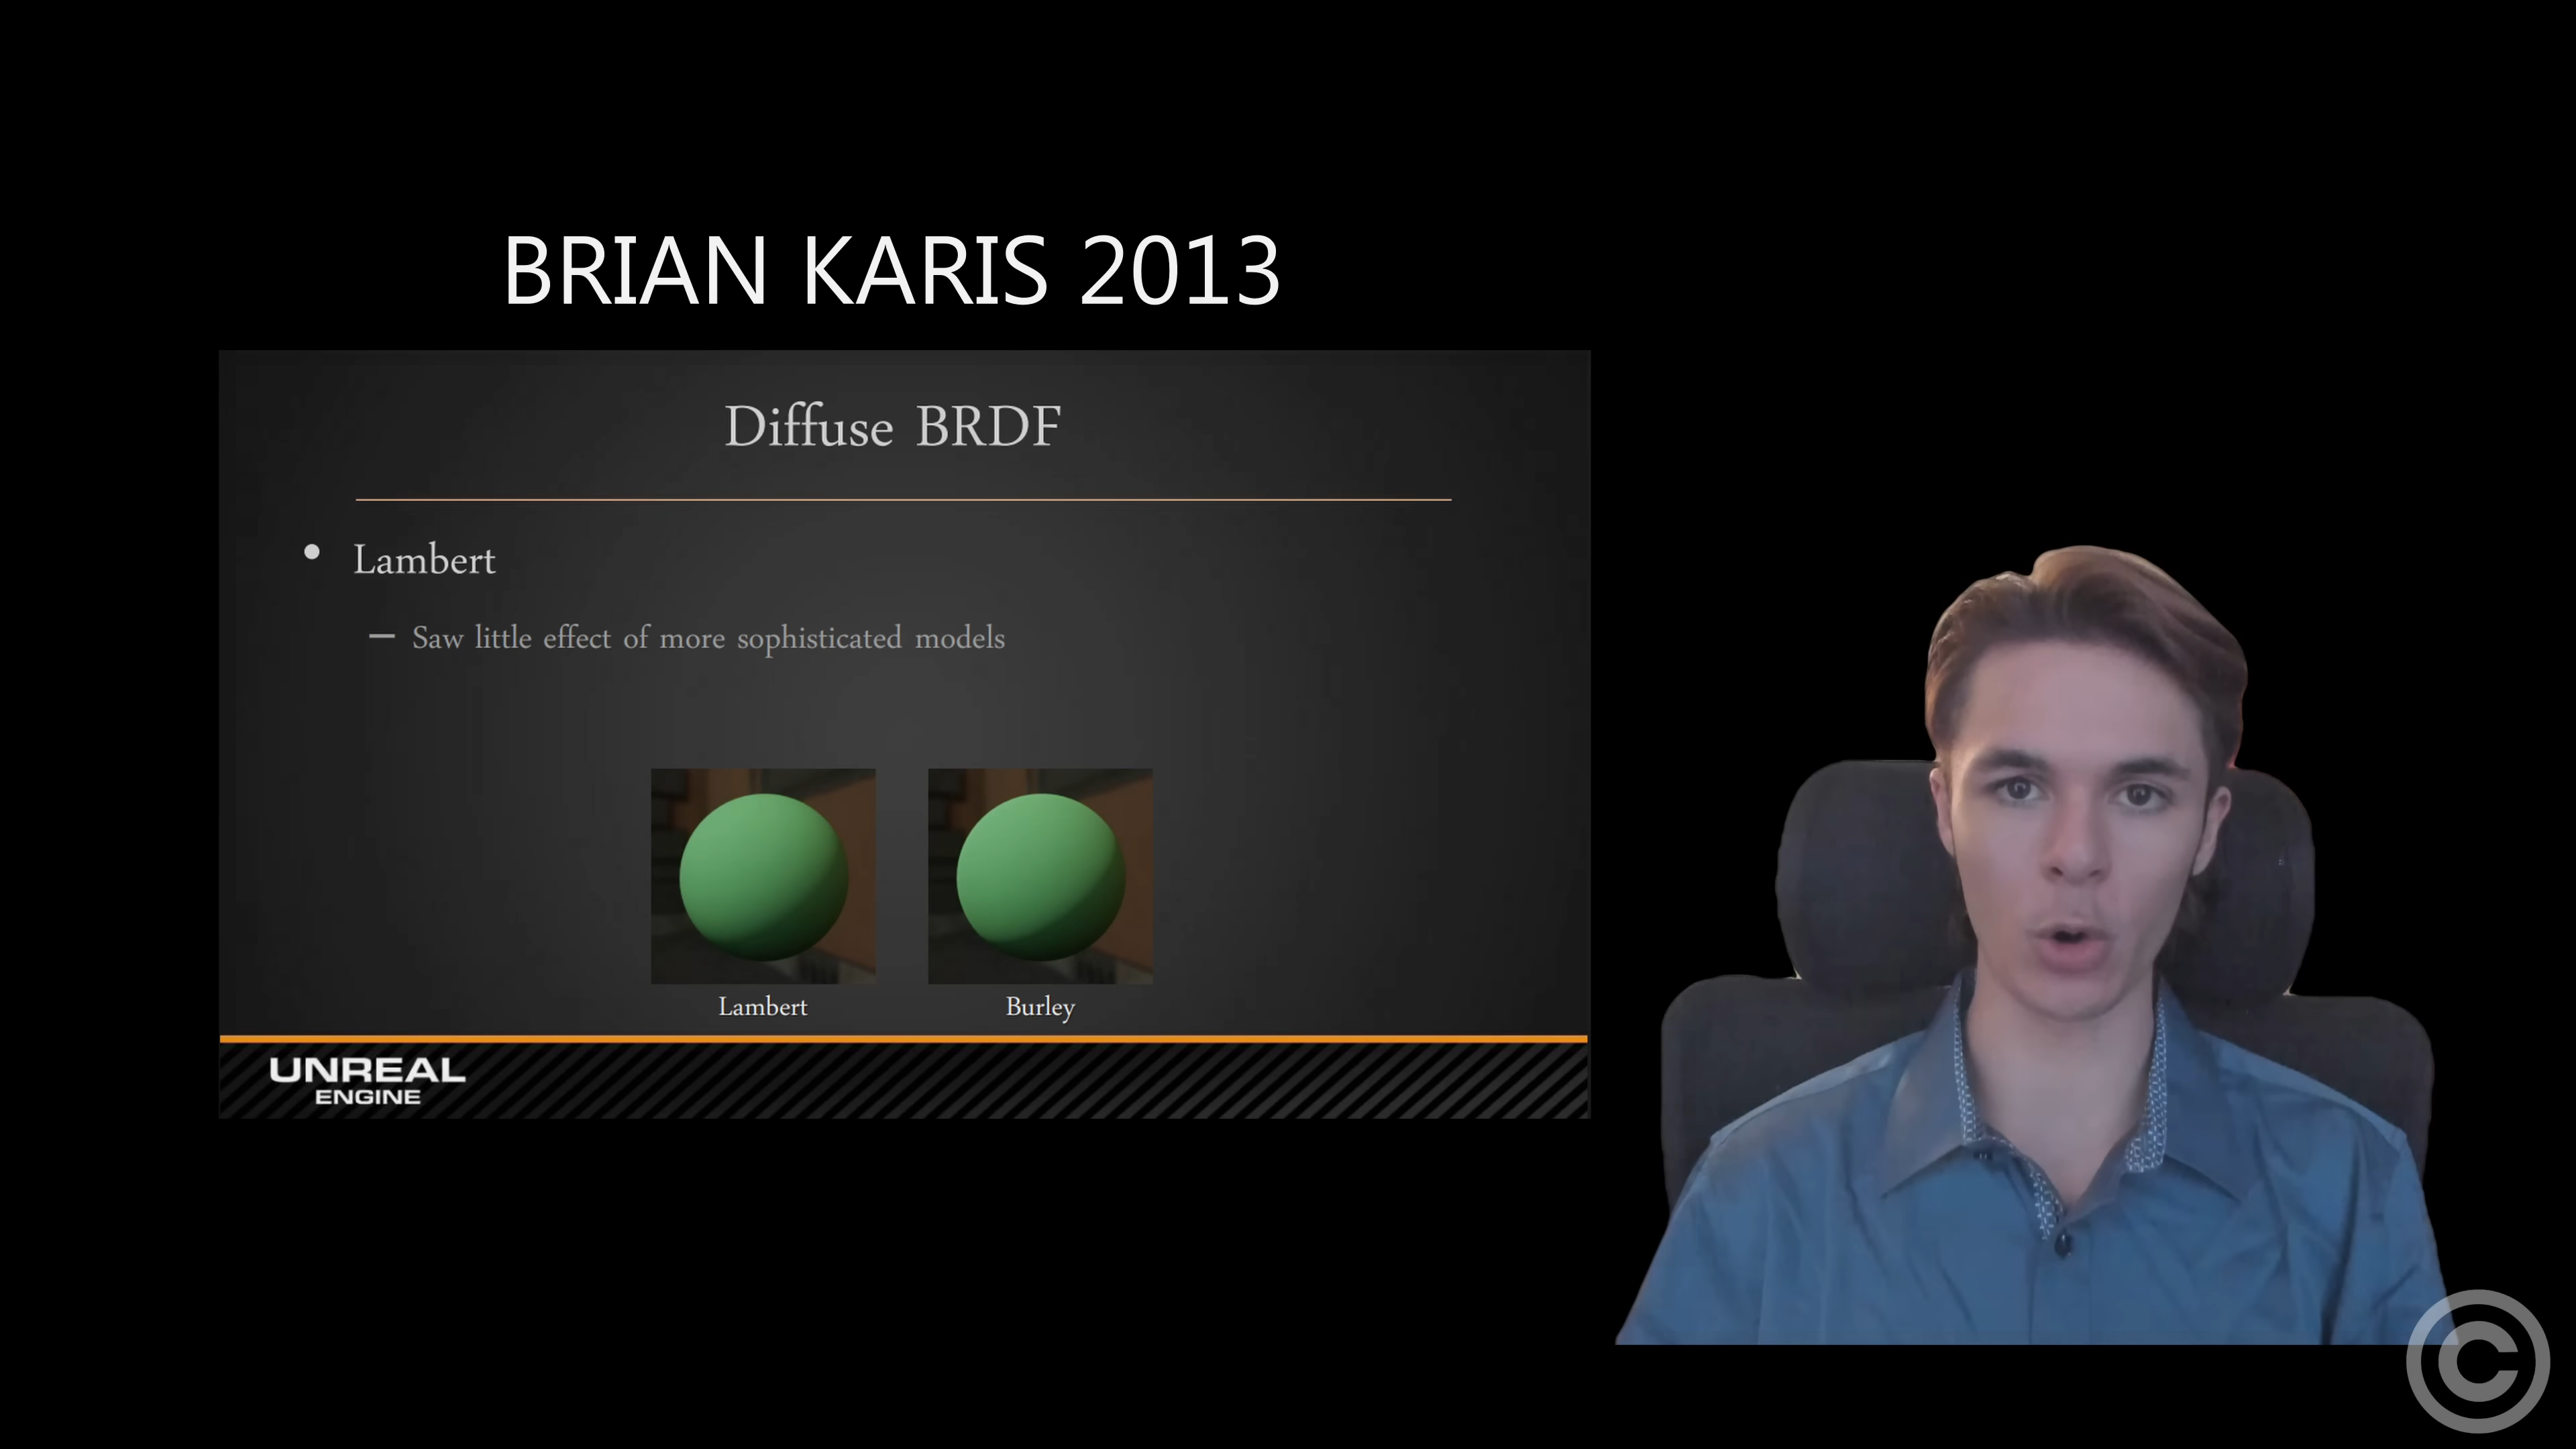 BRIAN KARIS 2013
Diffuse BRDF
• Lambert
– Saw little effect of more sophisticated models
Lambert
Burley
UNREAL
ENGINE
©